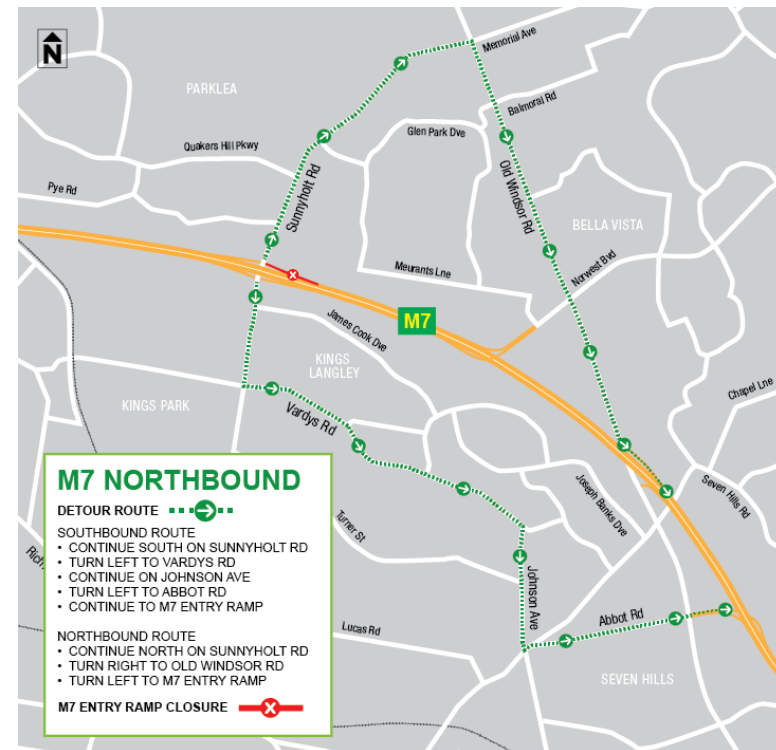 N
Memorial Ave
PARKLEA
Balmoral Rd
Glen Park Dve
Quakers Hill Pkwy
Old Windsor Rd
Sunnyholt Rd
Pye Rd
BELLA VISTA
Norwest Bvd
Meurants Lne
M7
James Cook Dve
KINGS
LANGLEY
Chapel Lne
KINGS PARK
Vardys Rd
Seven Hills Rd
Joseph Banks Dve
Turner St
Johnson Ave
Abbot Rd
Lucas Rd
SEVEN HILLS
M7 NORTHBOUND
DETOUR ROUTE
SOUTHBOUND ROUTE
• CONTINUE SOUTH ON SUNNYHOLT RD
• TURN LEFT TO VARDYS RD
• CONTINUE ON JOHNSON AVE
• TURN LEFT TO ABBOT RD
• CONTINUE TO M7 ENTRY RAMP
NORTHBOUND ROUTE
• CONTINUE NORTH ON SUNNYHOLT RD
• TURN RIGHT TO OLD WINDSOR RD
• TURN LEFT TO M7 ENTRY RAMP
M7 ENTRY RAMP CLOSURE